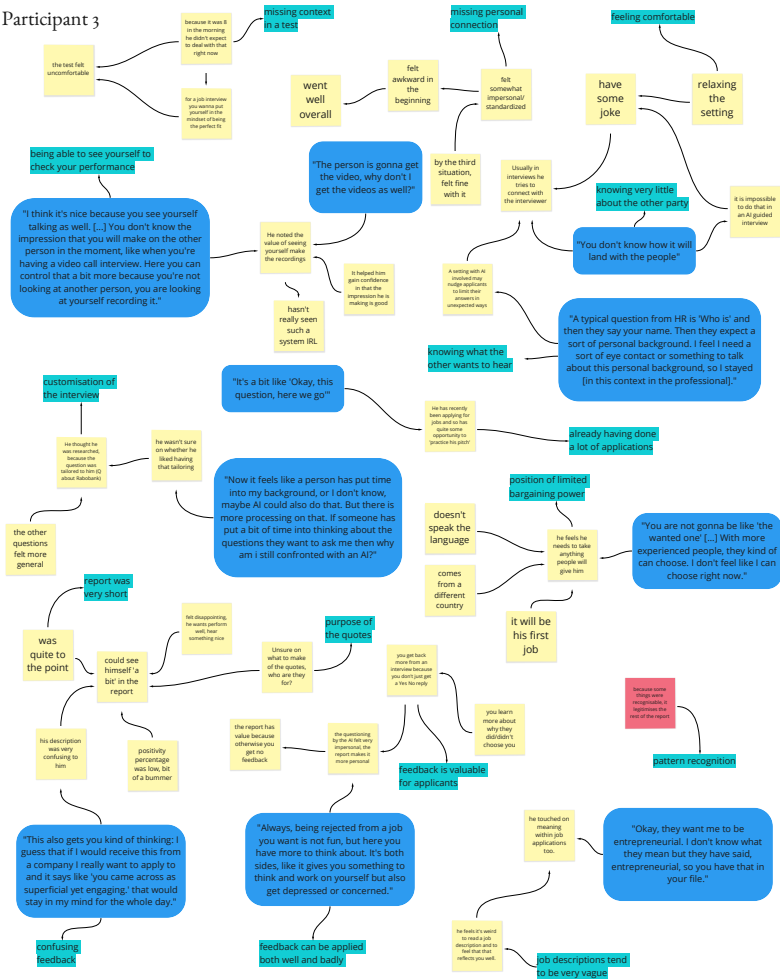 Participant 3
because it was 8
in the morning
he didn't expect
to deal with that
right now
missing context
in a test
the test felt
uncomfortable
for a job interview
you wanna put
yourself in the
mindset of being
the perfect fit
missing personal
connection
felt
somewhat
impersonal/
standardized
felt
awkward in
the
beginning
went
well
overall
by the third
situation,
felt fine
with it
feeling comfortable
have
some
joke
relaxing
the
setting
Usually in
interviews he
tries to
connect with
the interviewer
knowing very little
about the other party
it is impossible
to do that in
an AI guided
interview
"You don't know how it will
land with the people"
A setting with AI
involved may
nudge applicants
to limit their
answers in
unexpected ways
"A typical question from HR is 'Who is' and
then they say your name. Then they expect a
sort of personal background. I feel I need a
sort of eye contact or something to talk
about this personal background, so I stayed
[in this context in the professional]."
knowing what the
other wants to hear
being able to see yourself to
check your performance
"The person is gonna get
the video, why don't I
get the videos as well?"
"I think it's nice because you see yourself
talking as well. [...] You don't know the
impression that you will make on the other
person in the moment, like when you're
having a video call interview. Here you can
control that a bit more because you're not
looking at another person, you are looking
at yourself recording it."
He noted the
value of seeing
yourself make
the recordings
It helped him
gain confidence
in that the
impression he is
making is good
hasn't
really seen
such a
system IRL
"It's a bit like 'Okay, this
question, here we go'"
He has recently
been applying for
jobs and so has
quite some
opportunity to
'practice his pitch'
already having done
a lot of applications
customisation of
the interview
He thought he
was researched,
because the
question was
tailored to him (Q
about Rabobank)
he wasn't sure
on whether he
liked having
that tailoring
"Now it feels like a person has put time
into my background, or I don't know,
maybe AI could also do that. But there
is more processing on that. If someone has
put a bit of time into thinking about the
questions they want to ask me then why
am i still confronted with an AI?"
the other
questions
felt more
general
position of limited
bargaining power
doesn't
speak the
language
he feels he
needs to take
anything
people will
give him
"You are not gonna be like 'the
wanted one' [...] With more
experienced people, they kind of
can choose. I don't feel like I can
choose right now."
comes
from a
different
country
it will be
his first
job
report was
very short
was
quite to
the point
could see
himself 'a
bit' in the
report
felt disappointing,
he wants perform
well, hear
something nice
purpose of
the quotes
Unsure on
what to make
of the quotes,
who are they
for?
his description
was very
confusing to
him
positivity
percentage
was low, bit
of a bummer
"This also gets you kind of thinking: I
guess that if I would receive this from
a company I really want to apply to
and it says like 'you came across as
superficial yet engaging.' that would
stay in my mind for the whole day."
confusing
feedback
you get back
more from an
interview because
you don't just get
a Yes No reply
you learn
more about
why they
did/didn't
choose you
the report has
value because
otherwise you
get no
feedback
the questioning
by the AI felt very
impersonal, the
report makes it
more personal
feedback is valuable
for applicants
"Always, being rejected from a job
you want is not fun, but here you
have more to think about. It's both
sides, like it gives you something to
think and work on yourself but also
get depressed or concerned."
feedback can be applied
both well and badly
because some
things were
recognisable, it
legitimises the
rest of the report
pattern recognition
he touched on
meaning
within job
applications
too.
"Okay, they want me to be
entrepreneurial. I don't know what
they mean but they have said,
entrepreneurial, so you have that in
your file."
he feels it's weird
to read a job
description and to
feel that that
reflects you well.
job descriptions tend
to be very vague